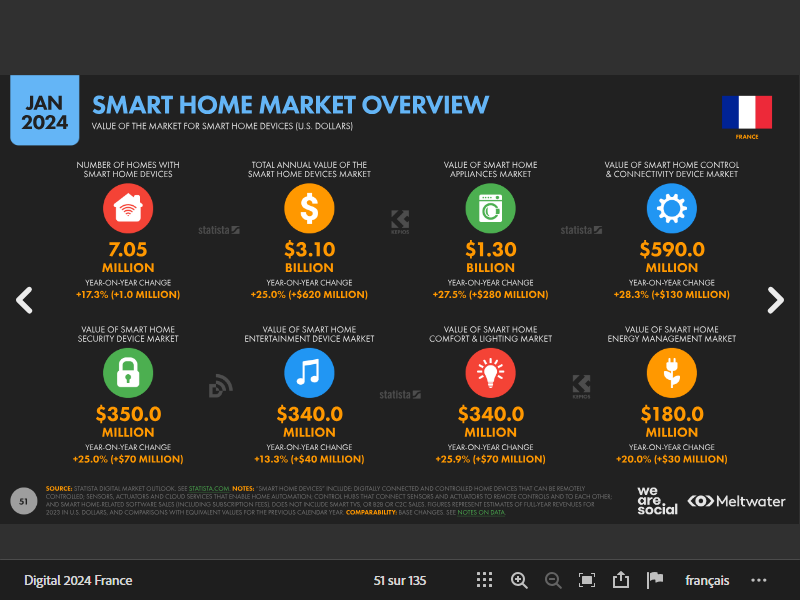 JAN
2024
SMART HOME MARKET OVERVIEW
VALUE OF THE MARKET FOR SMART HOME DEVICES (U.S. DOLLARS)
FRANCE
NUMBER OF HOMES WITH
SMART HOME DEVICES
7.05
MILLION
YEAR-ON-YEAR CHANGE
+17.3% (+1.0 MILLION)
TOTAL ANNUAL VALUE OF THE
SMART HOME DEVICES MARKET
$3.10
BILLION
YEAR-ON-YEAR CHANGE
+25.0% (+$620 MILLION)
VALUE OF SMART HOME
APPLIANCES MARKET
$1.30
BILLION
YEAR-ON-YEAR CHANGE
+27.5% (+$280 MILLION)
VALUE OF SMART HOME CONTROL
& CONNECTIVITY DEVICE MARKET
$590.0
MILLION
YEAR-ON-YEAR CHANGE
+28.3% (+$130 MILLION)
statista
KEPIOS
statista
VALUE OF SMART HOME
SECURITY DEVICE MARKET
$350.0
MILLION
YEAR-ON-YEAR CHANGE
+25.0% (+$70 MILLION)
VALUE OF SMART HOME
ENTERTAINMENT DEVICE MARKET
$340.0
MILLION
YEAR-ON-YEAR CHANGE
+13.3% (+$40 MILLION)
VALUE OF SMART HOME
COMFORT & LIGHTING MARKET
$340.0
MILLION
YEAR-ON-YEAR CHANGE
+25.9% (+$70 MILLION)
VALUE OF SMART HOME
ENERGY MANAGEMENT MARKET
$180.0
MILLION
YEAR-ON-YEAR CHANGE
+20.0% (+$30 MILLION)
statista
KEPIOS
51
SOURCE: STATISTA DIGITAL MARKET OUTLOOK. SEE STATISTA.COM. NOTES: "SMART HOME DEVICES" INCLUDE: DIGITALLY CONNECTED AND CONTROLLED HOME DEVICES THAT CAN BE REMOTELY
CONTROLLED; SENSORS, ACTUATORS AND CLOUD SERVICES THAT ENABLE HOME AUTOMATION; CONTROL HUBS THAT CONNECT SENSORS AND ACTUATORS TO REMOTE CONTROLS AND TO EACH OTHER;
AND SMART HOME-RELATED SOFTWARE SALES (INCLUDING SUBSCRIPTION FEES). DOES NOT INCLUDE SMART TVS, OR B2B OR C2C SALES. FIGURES REPRESENT ESTIMATES OF FULL-YEAR REVENUES FOR
2023 IN U.S. DOLLARS, AND COMPARISONS WITH EQUIVALENT VALUES FOR THE PREVIOUS CALENDAR YEAR. COMPARABILITY: BASE CHANGES. SEE NOTES ON DATA.
we
are.
social
Meltwater
Digital 2024 France
51 sur 135
français